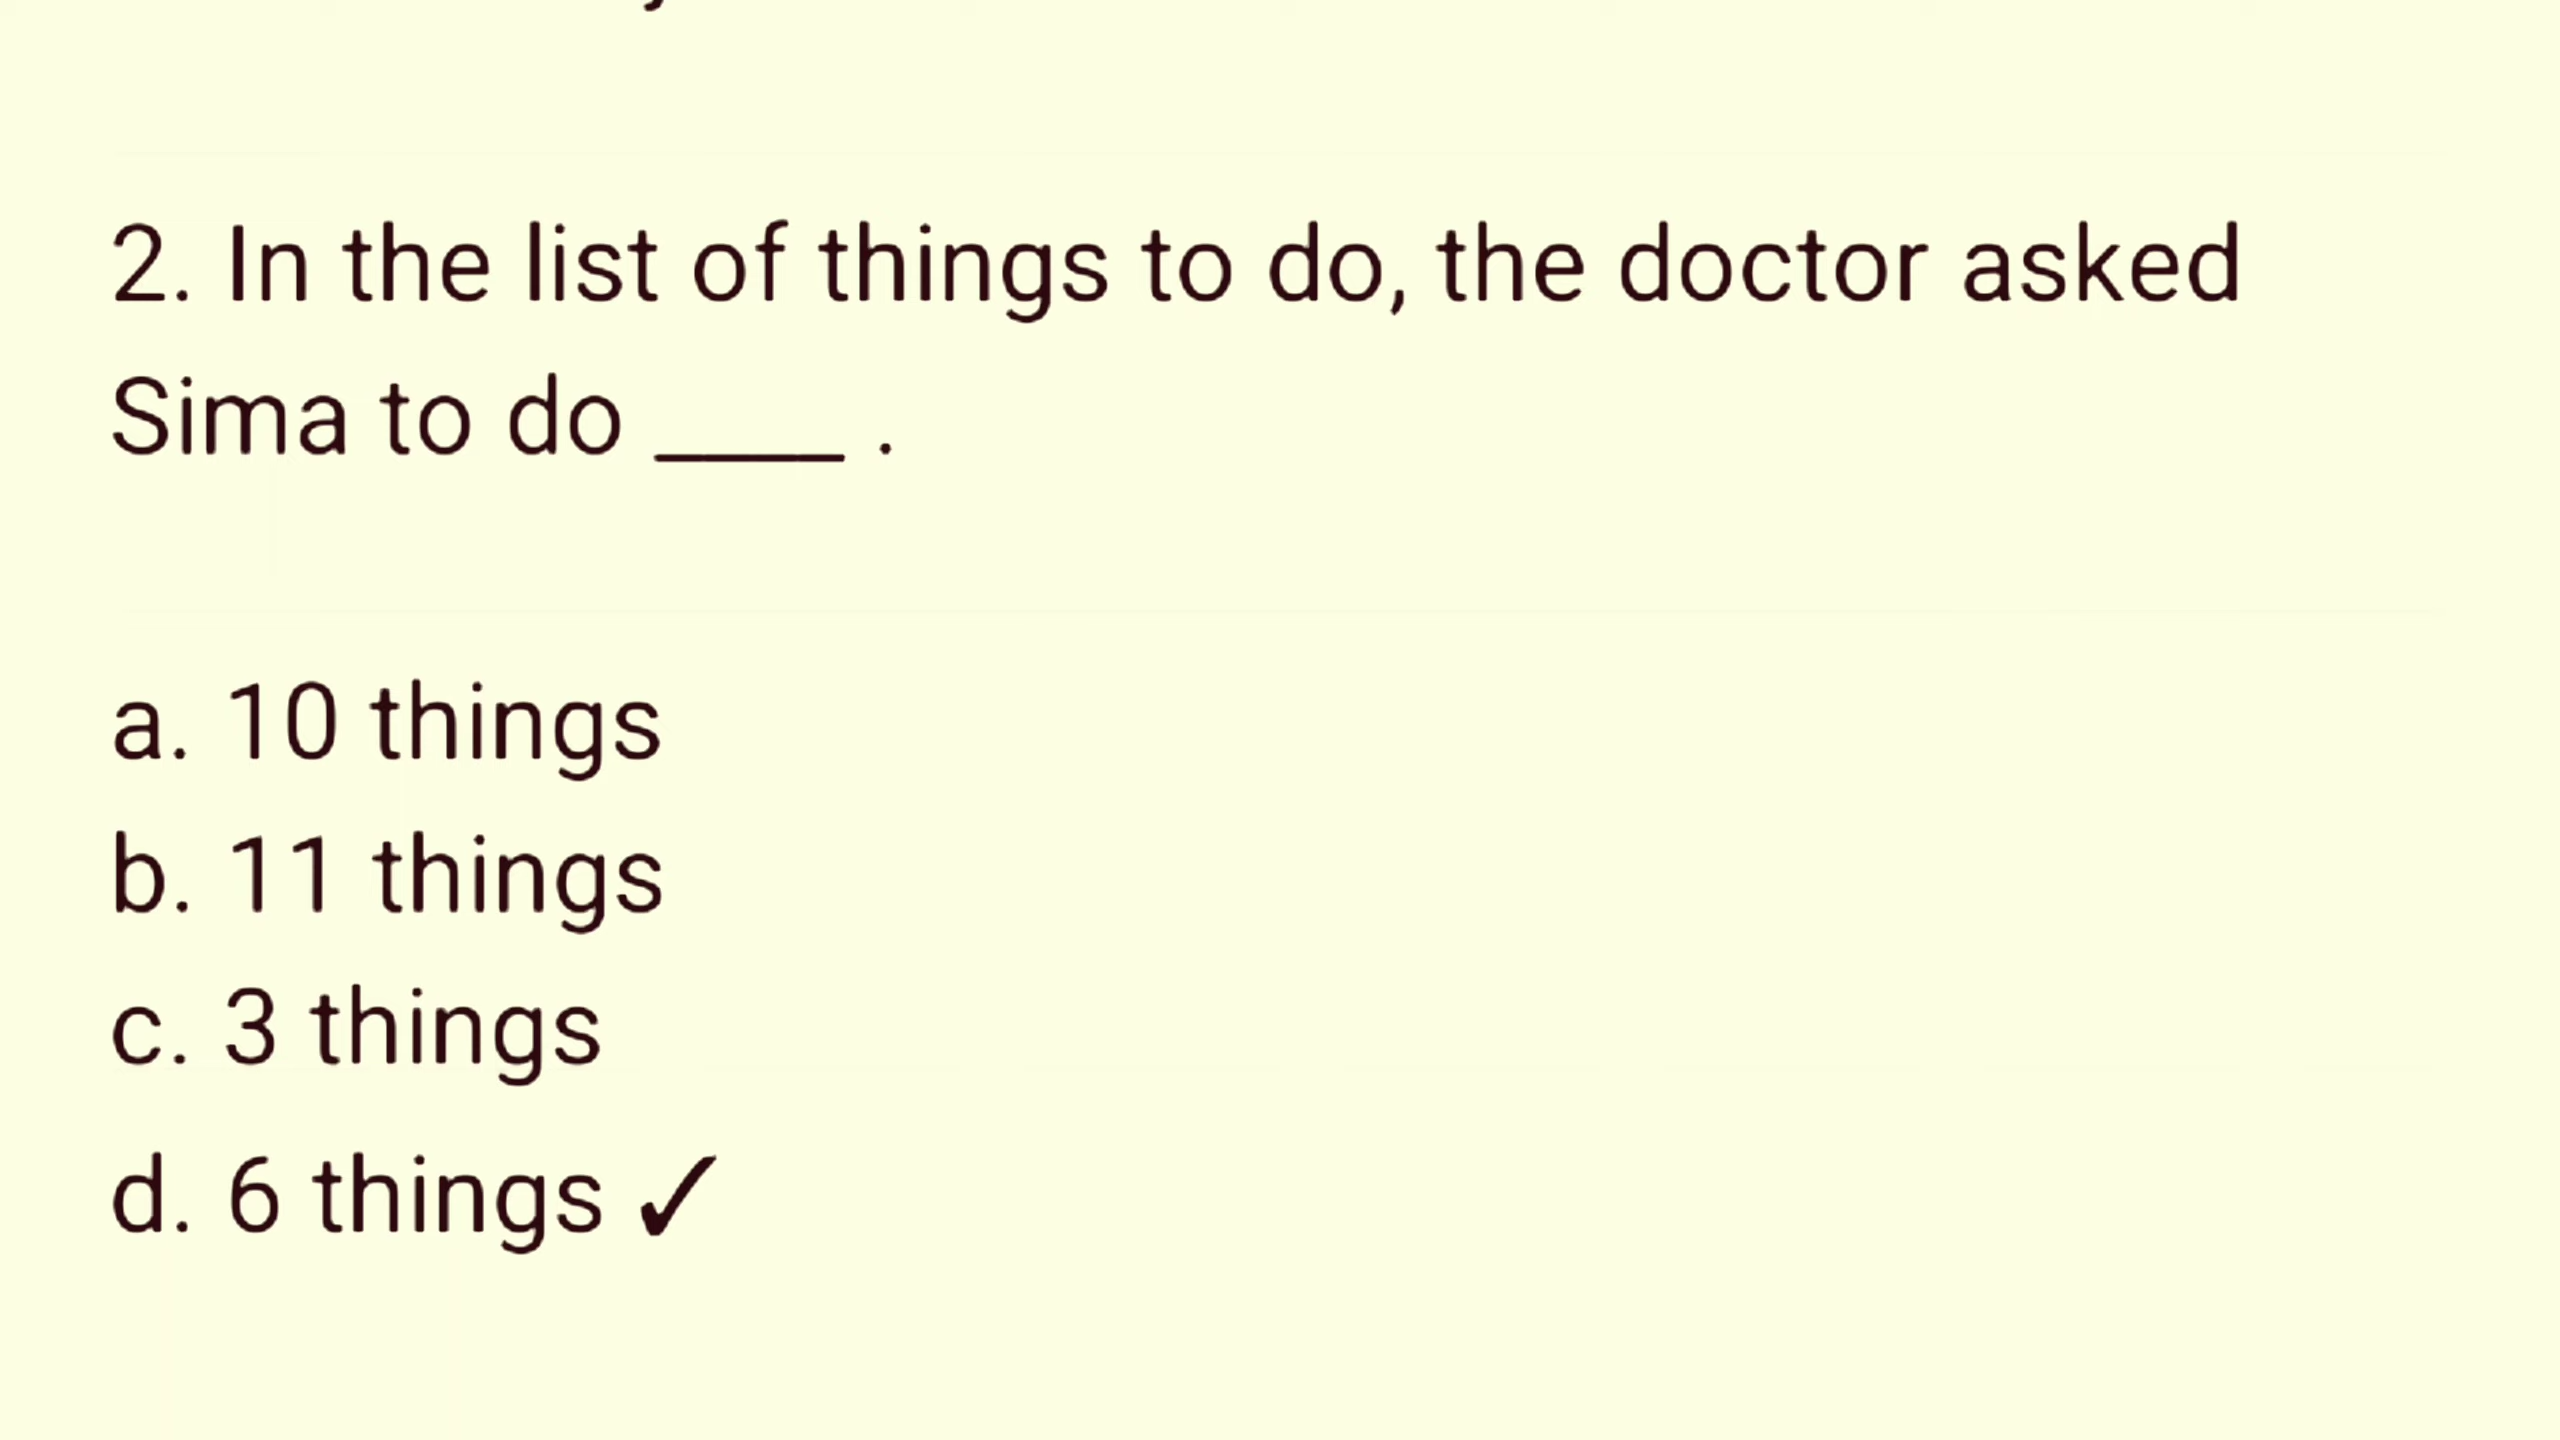 2. In the list of things to do, the doctor asked
Sima to do ____ .
a. 10 things
b. 11 things
c. 3 things
d. 6 things ✓